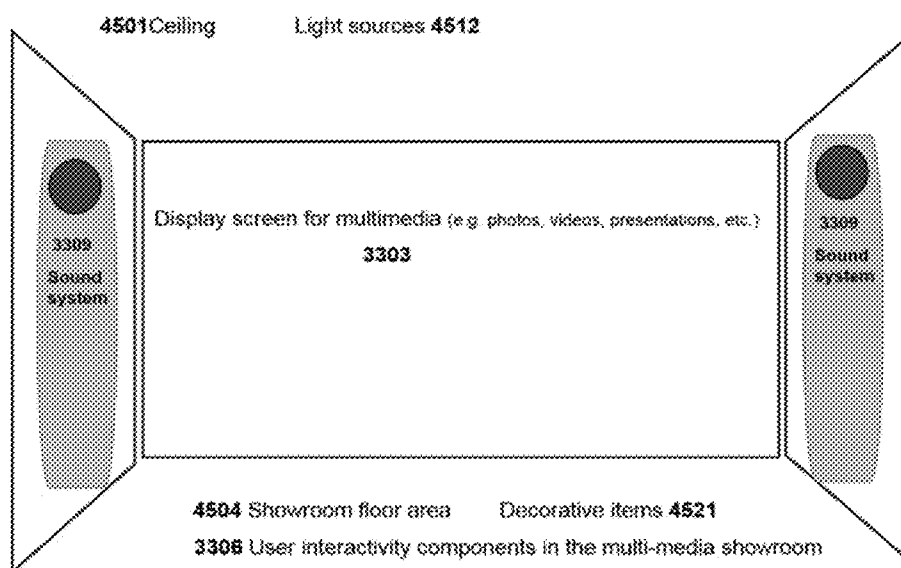 4501Ceiling Light sources 4512
Display screen for multimedia (e.g. photos, videos, presentations, etc.)
3303
3309
Sound
system
3309
Sound
system
4504 Showroom floor area Decorative items 4521
3306 User interactivity components in the multi-media showroom